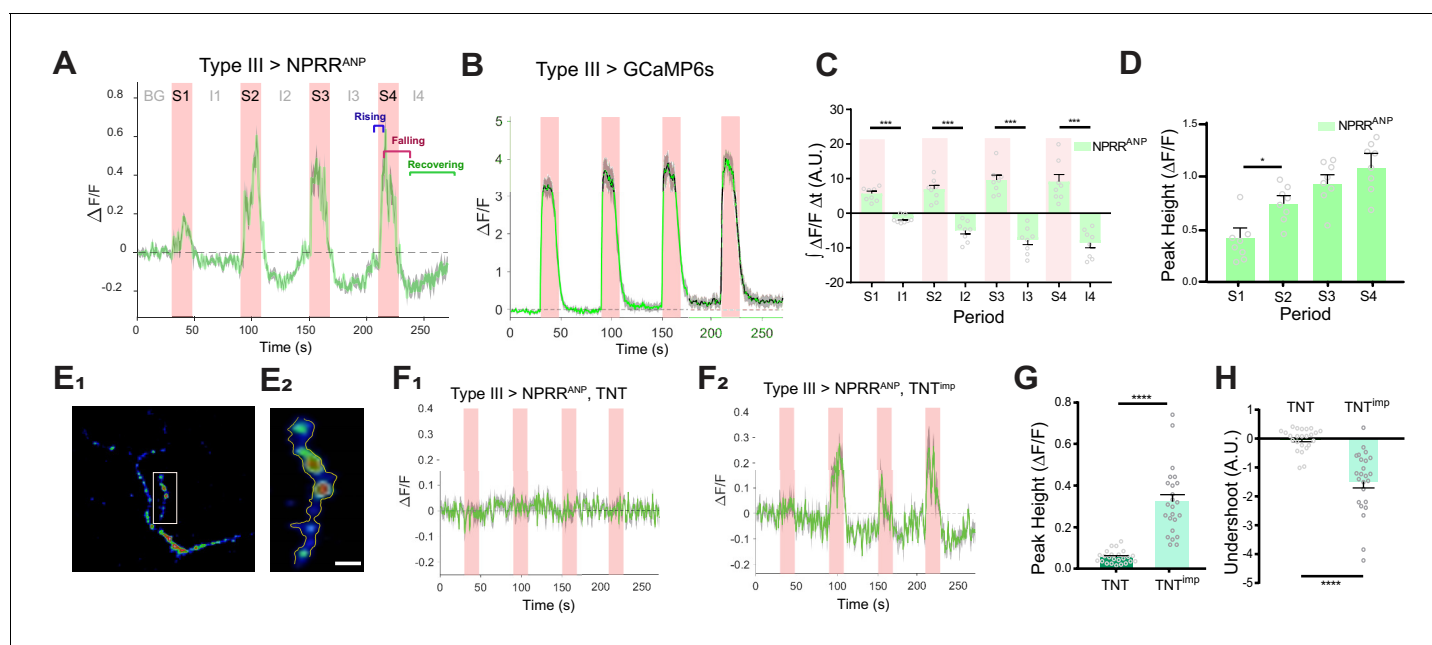 A
Type III > NPRR^ANP
BG S1 I1 S2 I2 S3 I3 S4 I4
Rising
Falling
Recovering
ΔF/F
0.8
0.6
0.4
0.2
0
-0.2
0 50 100 150 200 250
Time (s)
B
Type III > GCaMP6s
ΔF/F
5
4
3
2
1
0
0 50 100 150 200 250
Time (s)
C
NPRR^ANP
*** *** *** ***
∫ ΔF/F Δt (A.U.)
30
20
10
0
-10
-20
S1 I1 S2 I2 S3 I3 S4 I4
Period
D
NPRR^ANP
*
Peak Height (ΔF/F)
1.5
1.0
0.5
0.0
S1 S2 S3 S4
Period
E1
E2
F1
Type III > NPRR^ANP, TNT
ΔF/F
0.4
0.3
0.2
0.1
0
-0.1
-0.2
0 50 100 150 200 250
Time (s)
F2
Type III > NPRR^ANP, TNT^imp
ΔF/F
0.4
0.3
0.2
0.1
0
-0.1
-0.2
0 50 100 150 200 250
Time (s)
G
****
Peak Height (ΔF/F)
0.8
0.6
0.4
0.2
0.0
TNT TNT^imp
H
TNT TNT^imp
Undershoot (A.U.)
1
0
-1
-2
-3
-4
-5
****